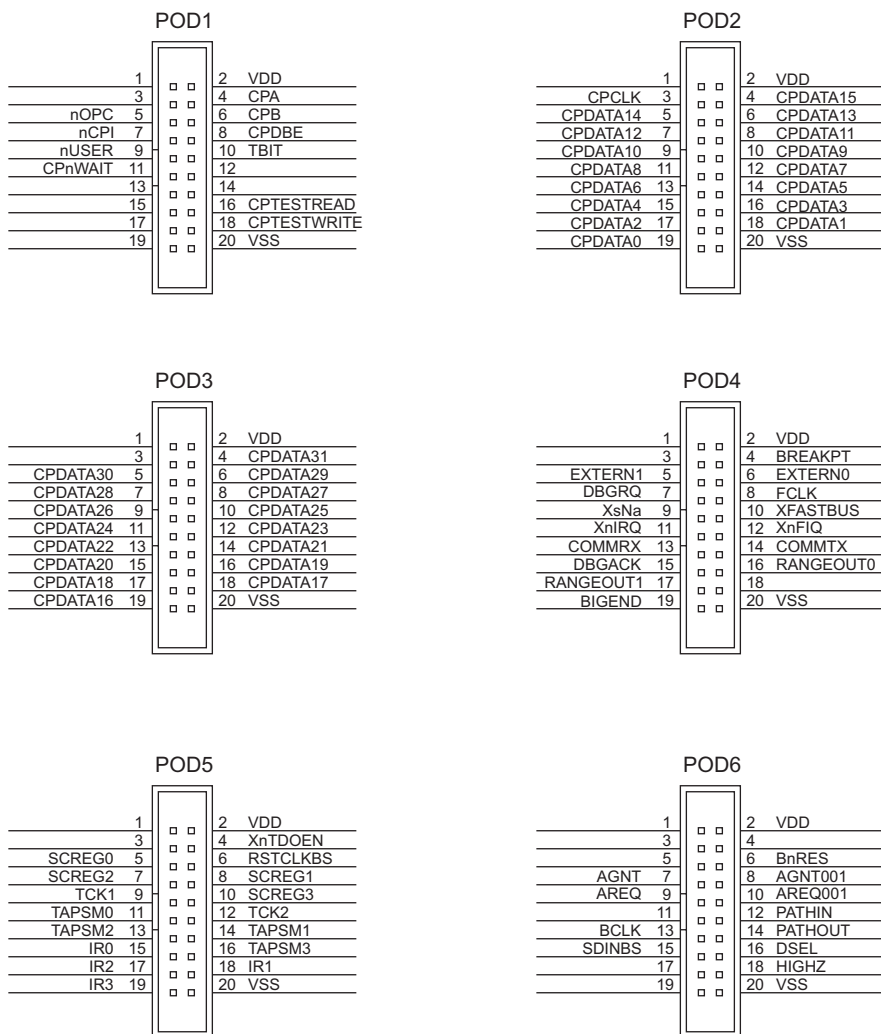 POD1
1 2 VDD
3 4 CPA
nOPC 5 6 CPB
nCPI 7 8 CPDBE
nUSER 9 10 TBIT
CPnWAIT 11 12
13 14
15 16 CPTESTREAD
17 18 CPTESTWRITE
19 20 VSS
POD2
1 2 VDD
CPCLK 3 4 CPDATA15
CPDATA14 5 6 CPDATA13
CPDATA12 7 8 CPDATA11
CPDATA10 9 10 CPDATA9
CPDATA8 11 12 CPDATA7
CPDATA6 13 14 CPDATA5
CPDATA4 15 16 CPDATA3
CPDATA2 17 18 CPDATA1
CPDATA0 19 20 VSS
POD3
1 2 VDD
3 4 CPDATA31
CPDATA30 5 6 CPDATA29
CPDATA28 7 8 CPDATA27
CPDATA26 9 10 CPDATA25
CPDATA24 11 12 CPDATA23
CPDATA22 13 14 CPDATA21
CPDATA20 15 16 CPDATA19
CPDATA18 17 18 CPDATA17
CPDATA16 19 20 VSS
POD4
1 2 VDD
3 4 BREAKPT
EXTERN1 5 6 EXTERN0
DBGRQ 7 8 FCLK
XsNa 9 10 XFASTBUS
XnIRQ 11 12 XnFIQ
COMMRX 13 14 COMMTX
DBGACK 15 16 RANGEOUT0
RANGEOUT1 17 18
BIGEND 19 20 VSS
POD5
1 2 VDD
3 4 XnTDOEN
SCREG0 5 6 RSTCLKBS
SCREG2 7 8 SCREG1
TCK1 9 10 SCREG3
TAPSM0 11 12 TCK2
TAPSM2 13 14 TAPSM1
IR0 15 16 TAPSM3
IR2 17 18 IR1
IR3 19 20 VSS
POD6
1 2 VDD
3 4
5 6 BnRES
AGNT 7 8 AGNT001
AREQ 9 10 AREQ001
11 12 PATHIN
BCLK 13 14 PATHOUT
SDINBS 15 16 DSEL
17 18 HIGHZ
19 20 VSS